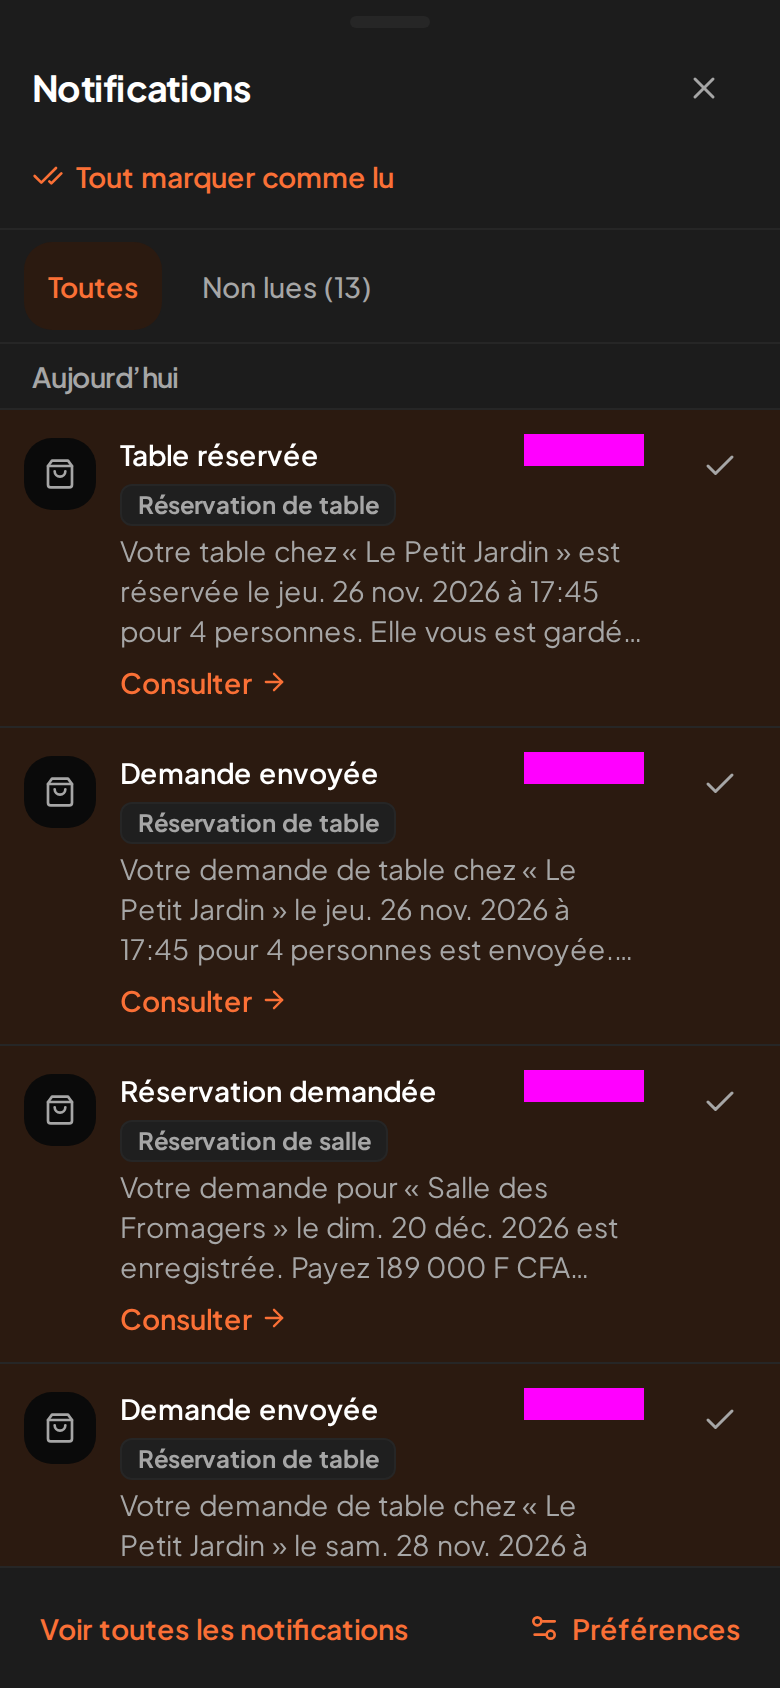 Notifications
Tout marquer comme lu
Toutes
Non lues (13)
Aujourd’hui
Table réservée
Réservation de table
Votre table chez « Le Petit Jardin » est
réservée le jeu. 26 nov. 2026 à 17:45
pour 4 personnes. Elle vous est gardé…
Consulter →
Demande envoyée
Réservation de table
Votre demande de table chez « Le
Petit Jardin » le jeu. 26 nov. 2026 à
17:45 pour 4 personnes est envoyée.…
Consulter →
Réservation demandée
Réservation de salle
Votre demande pour « Salle des
Fromagers » le dim. 20 déc. 2026 est
enregistrée. Payez 189 000 F CFA…
Consulter →
Demande envoyée
Réservation de table
Votre demande de table chez « Le
Petit Jardin » le sam. 28 nov. 2026 à
Voir toutes les notifications
Préférences